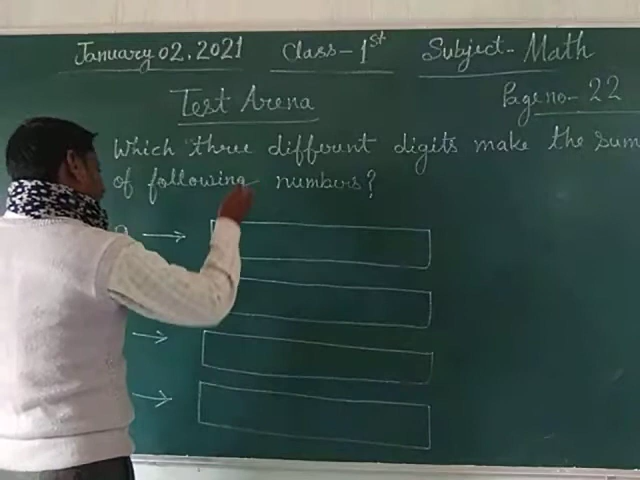 January 02, 2021 Class- 1st Subject- Math
Test Arena Page no- 22
Which three different digits make the sum
of following numbers?